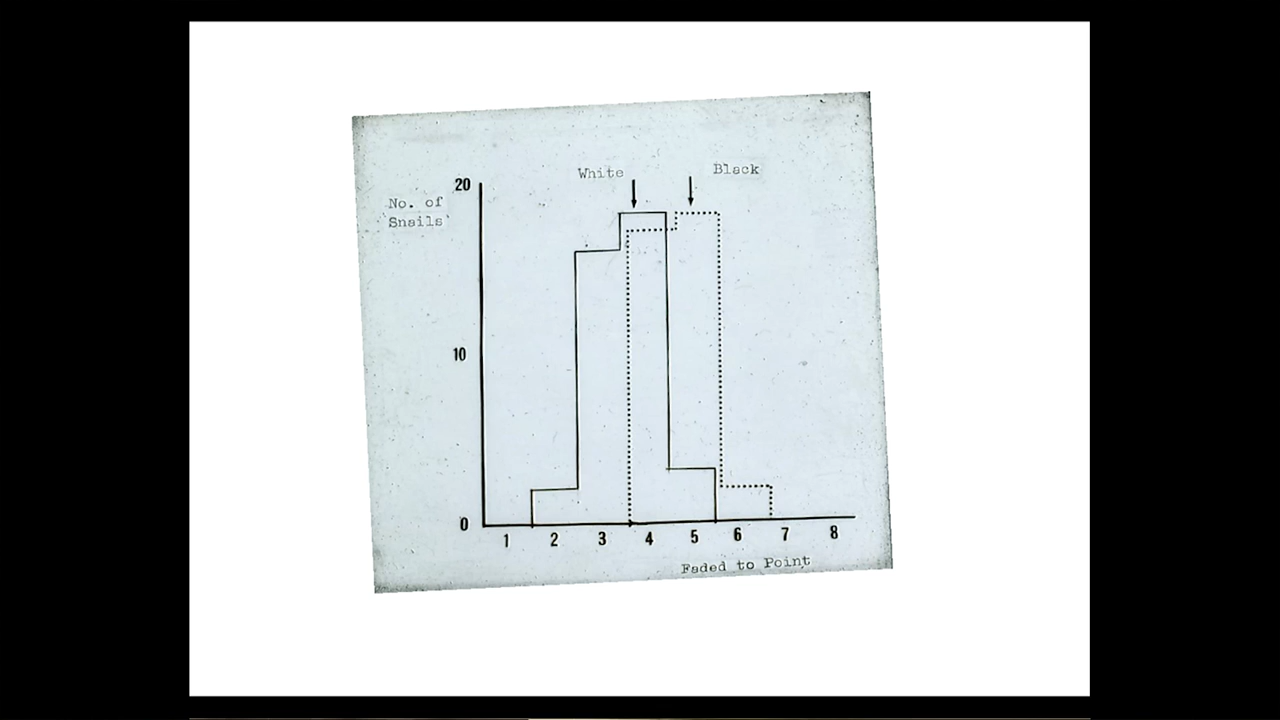 White Black
20
No. of
Snails
10
0
1 2 3 4 5 6 7 8
Faded to Point